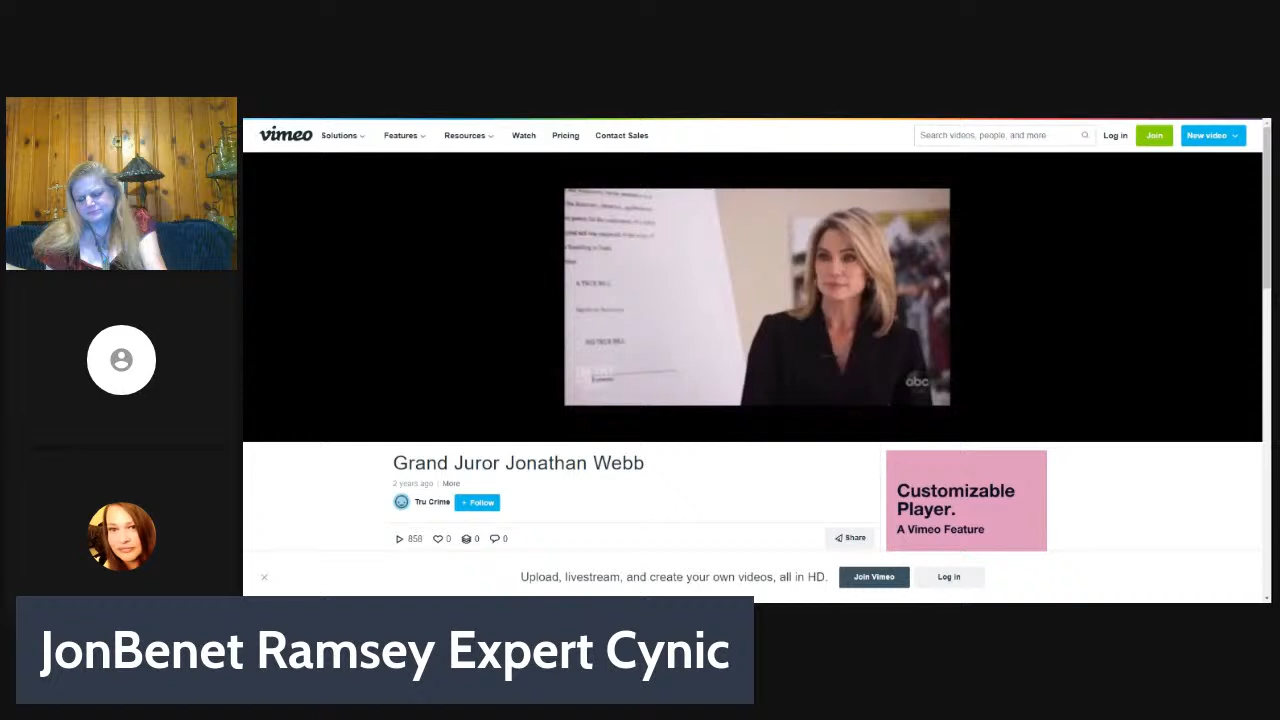 vimeo Solutions Features Resources Watch Pricing Contact Sales Search videos, people, and more Log in Join New video
A TRUE BILL
NO TRUE BILL
abc
Grand Juror Jonathan Webb
2 years ago | More
Tru Crime + Follow
858 0 0 0 Share
Customizable
Player.
A Vimeo Feature
Upload, livestream, and create your own videos, all in HD. Join Vimeo Log in
JonBenet Ramsey Expert Cynic